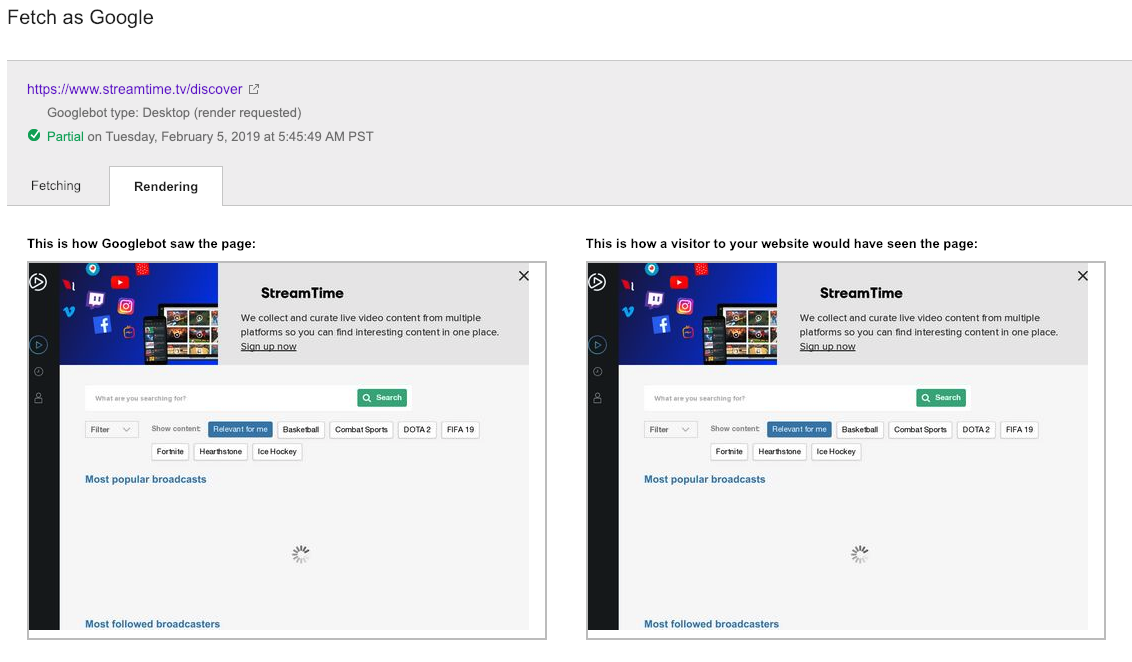 Fetch as Google
https://www.streamtime.tv/discover
Googlebot type: Desktop (render requested)
Partial on Tuesday, February 5, 2019 at 5:45:49 AM PST
Fetching
Rendering
This is how Googlebot saw the page:
StreamTime
We collect and curate live video content from multiple
platforms so you can find interesting content in one place.
Sign up now
What are you searching for?
Search
Filter
Show content:
Relevant for me
Basketball
Combat Sports
DOTA 2
FIFA 19
Fortnite
Hearthstone
Ice Hockey
Most popular broadcasts
Most followed broadcasters
This is how a visitor to your website would have seen the page:
StreamTime
We collect and curate live video content from multiple
platforms so you can find interesting content in one place.
Sign up now
What are you searching for?
Search
Filter
Show content:
Relevant for me
Basketball
Combat Sports
DOTA 2
FIFA 19
Fortnite
Hearthstone
Ice Hockey
Most popular broadcasts
Most followed broadcasters